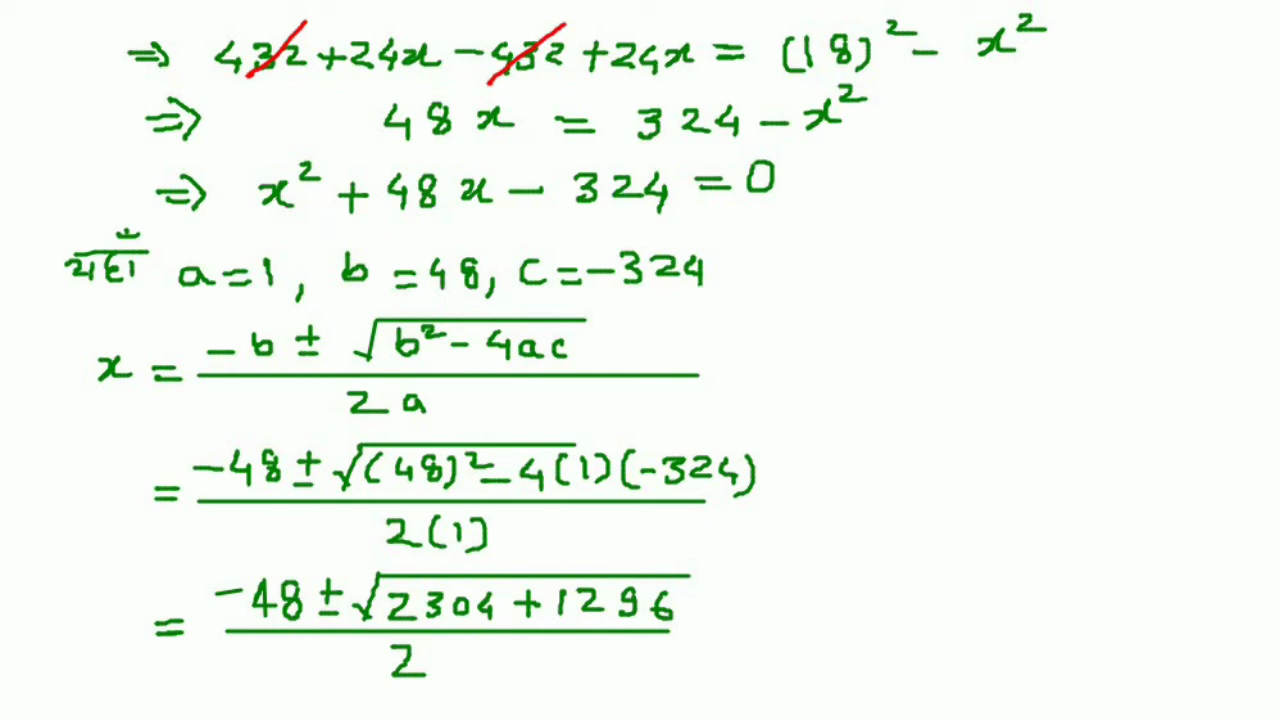 ⇒ 432 + 24x - 432 + 24x = (18)² - x²
⇒ 48x = 324 - x²
⇒ x² + 48x - 324 = 0
यहाँ a = 1, b = 48, c = -324
x = (-b ± √(b² - 4ac)) / 2a
= (-48 ± √((48)² - 4(1)(-324))) / 2(1)
= (-48 ± √(2304 + 1296)) / 2